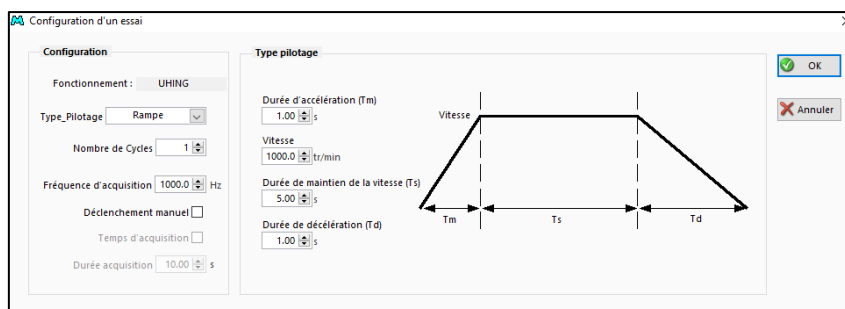 Configuration d'un essai
Configuration
Fonctionnement : UHING
Type_Pilotage Rampe
Nombre de Cycles 1
Fréquence d'acquisition 1000.0 Hz
Déclenchement manuel
Temps d'acquisition
Durée acquisition 10.00 s
Type pilotage
Durée d'accélération (Tm)
1.00 s
Vitesse
1000.0 tr/min
Durée de maintien de la vitesse (Ts)
5.00 s
Durée de décélération (Td)
1.00 s
Vitesse
Tm Ts Td
OK
Annuler